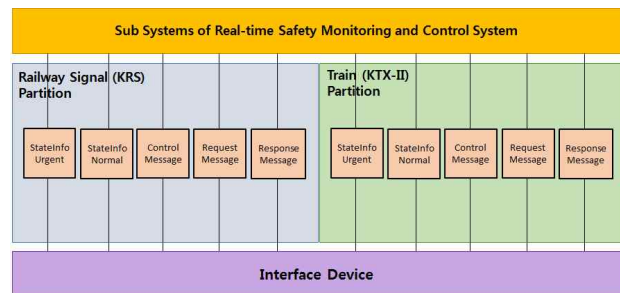 Sub Systems of Real-time Safety Monitoring and Control System
Railway Signal (KRS)
Partition
StateInfo
Urgent
StateInfo
Normal
Control
Message
Request
Message
Response
Message
Train (KTX-II)
Partition
StateInfo
Urgent
StateInfo
Normal
Control
Message
Request
Message
Response
Message
Interface Device